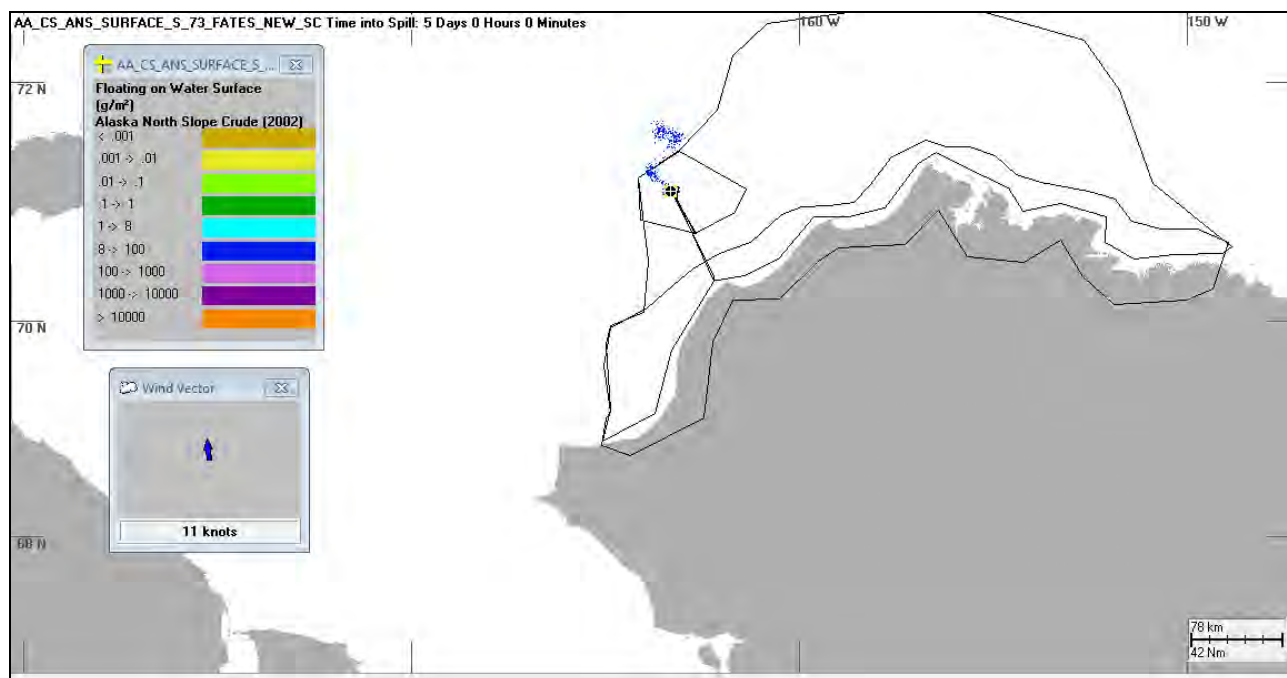 AA_CS_ANS_SURFACE_S_73_FATES_NEW_SC Time into Spill: 5 Days 0 Hours 0 Minutes
160 W
150 W
AA_CS_ANS_SURFACE_S_...
Floating on Water Surface
(g/m²)
Alaska North Slope Crude (2002)
< .001
.001 -> .01
.01 -> .1
.1 -> 1
1 -> 8
8 -> 100
100 -> 1000
1000 -> 10000
> 10000
72 N
70 N
68 N
Wind Vector
11 knots
78 km
42 Nm